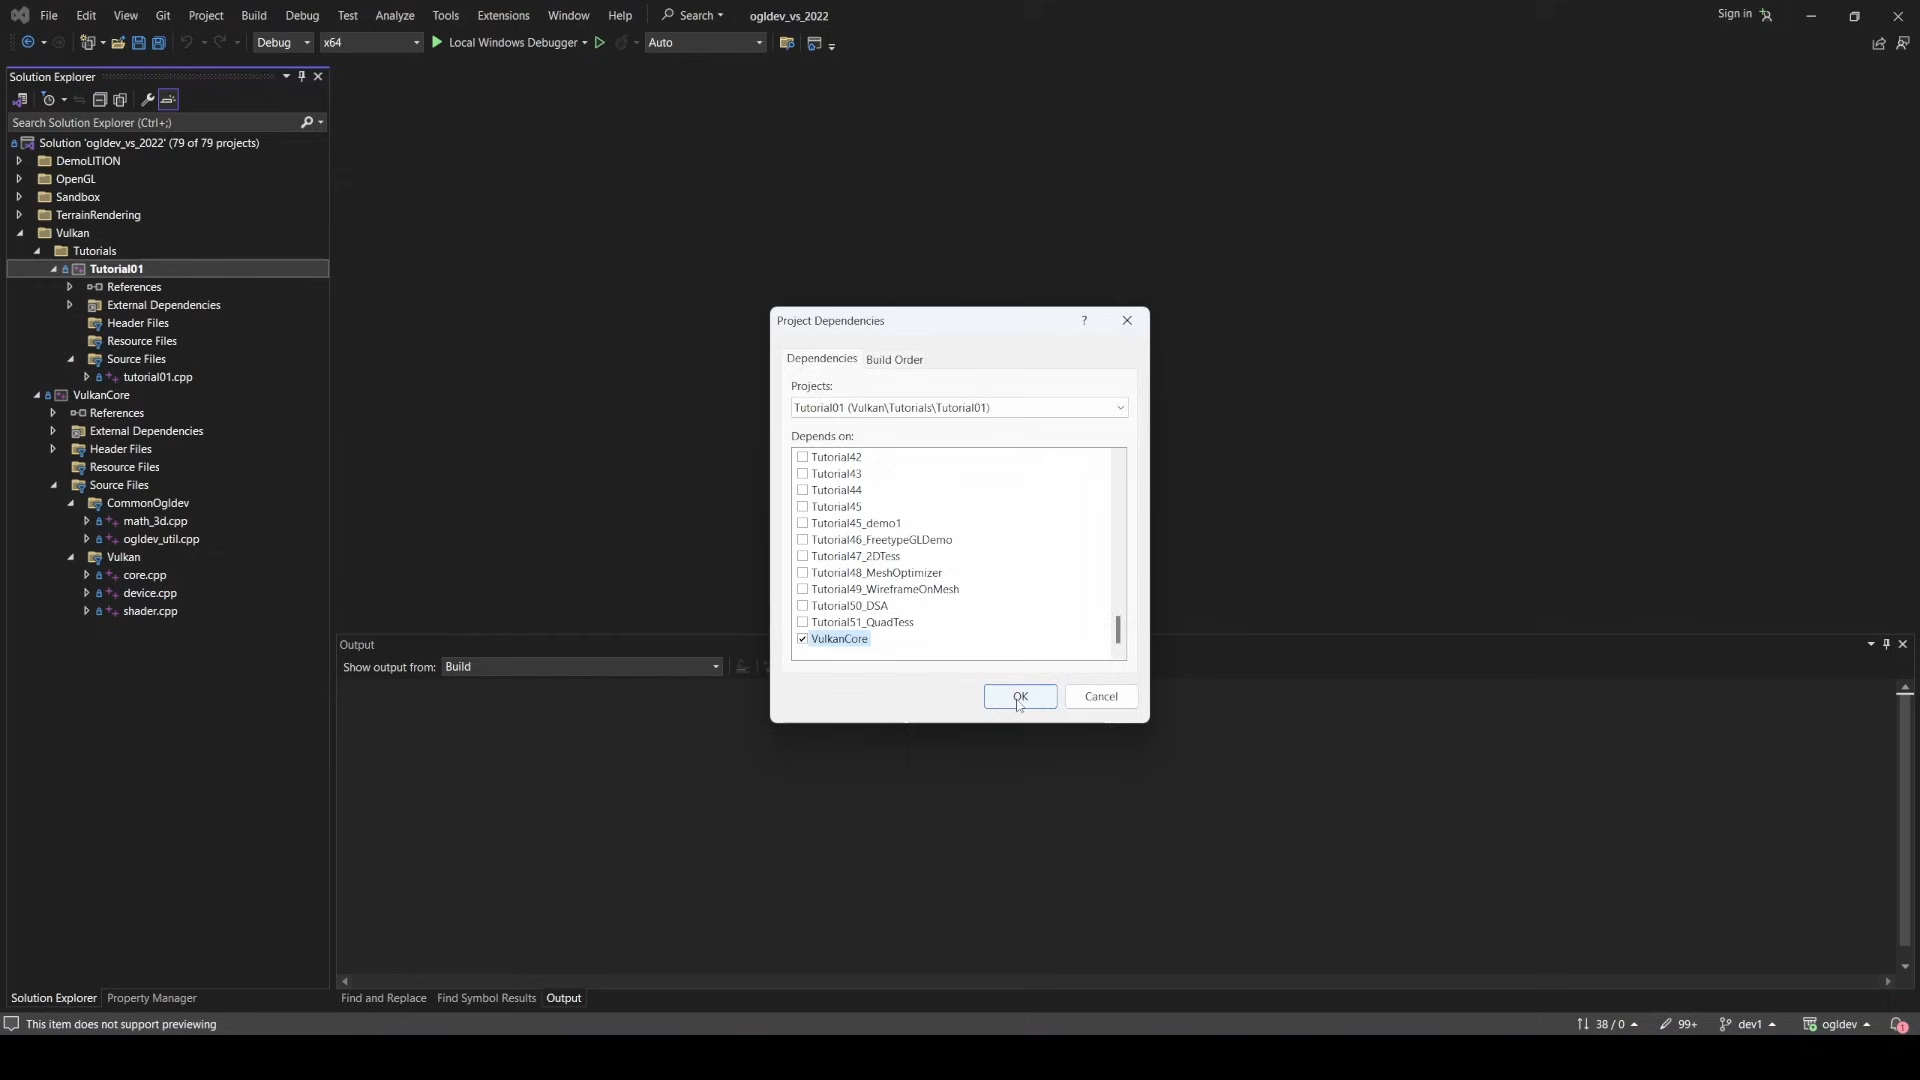 File Edit View Git Project Build Debug Test Analyze Tools Extensions Window Help Search ogldev_vs_2022 Sign in
Debug x64 Local Windows Debugger Auto
Solution Explorer
Search Solution Explorer (Ctrl+;)
Solution 'ogldev_vs_2022' (79 of 79 projects)
DemoLITION
OpenGL
Sandbox
TerrainRendering
Vulkan
Tutorials
Tutorial01
References
External Dependencies
Header Files
Resource Files
Source Files
tutorial01.cpp
VulkanCore
References
External Dependencies
Header Files
Resource Files
Source Files
CommonOgldev
math_3d.cpp
ogldev_util.cpp
Vulkan
core.cpp
device.cpp
shader.cpp
Project Dependencies ?
Dependencies Build Order
Projects:
Tutorial01 (Vulkan\Tutorials\Tutorial01)
Depends on:
Tutorial42
Tutorial43
Tutorial44
Tutorial45
Tutorial45_demo1
Tutorial46_FreetypeGLDemo
Tutorial47_2DTess
Tutorial48_MeshOptimizer
Tutorial49_WireframeOnMesh
Tutorial50_DSA
Tutorial51_QuadTess
VulkanCore
OK Cancel
Output
Show output from: Build
Solution Explorer Property Manager
Find and Replace Find Symbol Results Output
This item does not support previewing
38 / 0 99+ dev1 ogldev 1